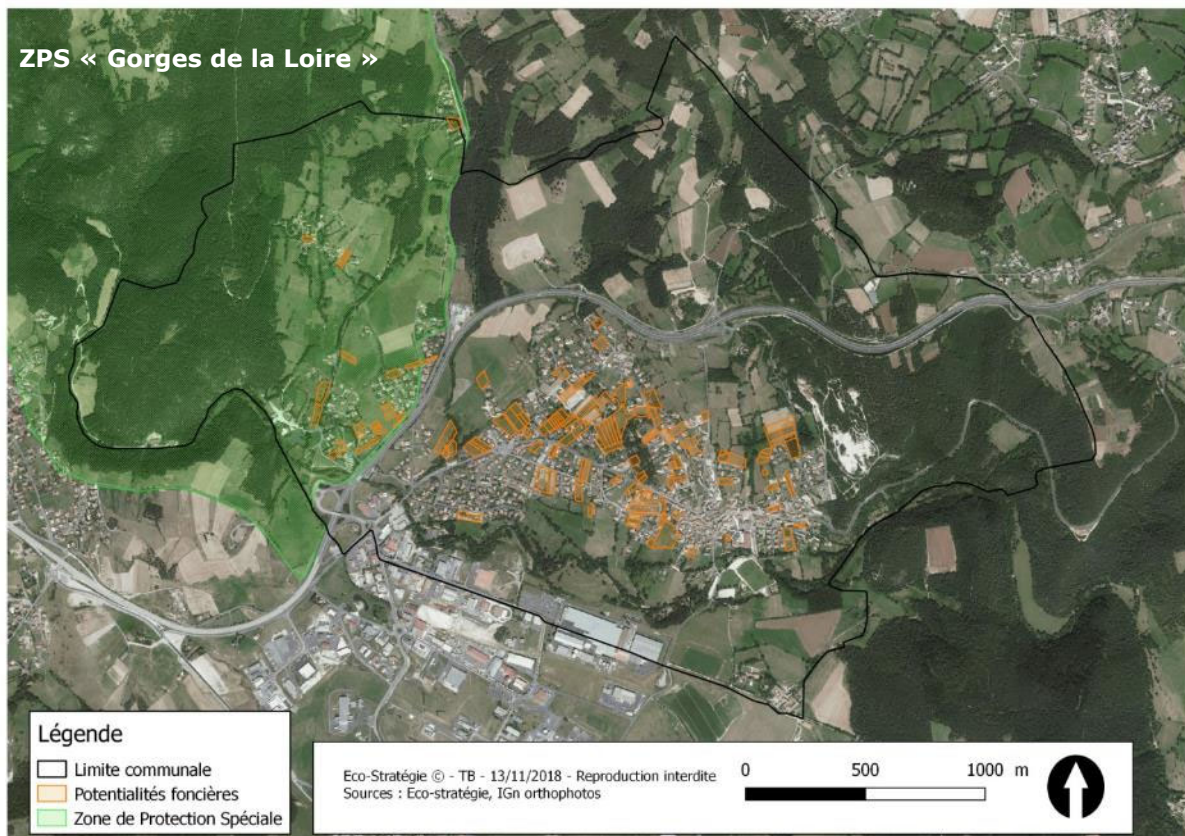 ZPS « Gorges de la Loire »
Légende
Limite communale
Potentialités foncières
Zone de Protection Spéciale
Eco-Stratégie © - TB - 13/11/2018 - Reproduction interdite
Sources : Eco-stratégie, IGn orthophotos
0 500 1000 m